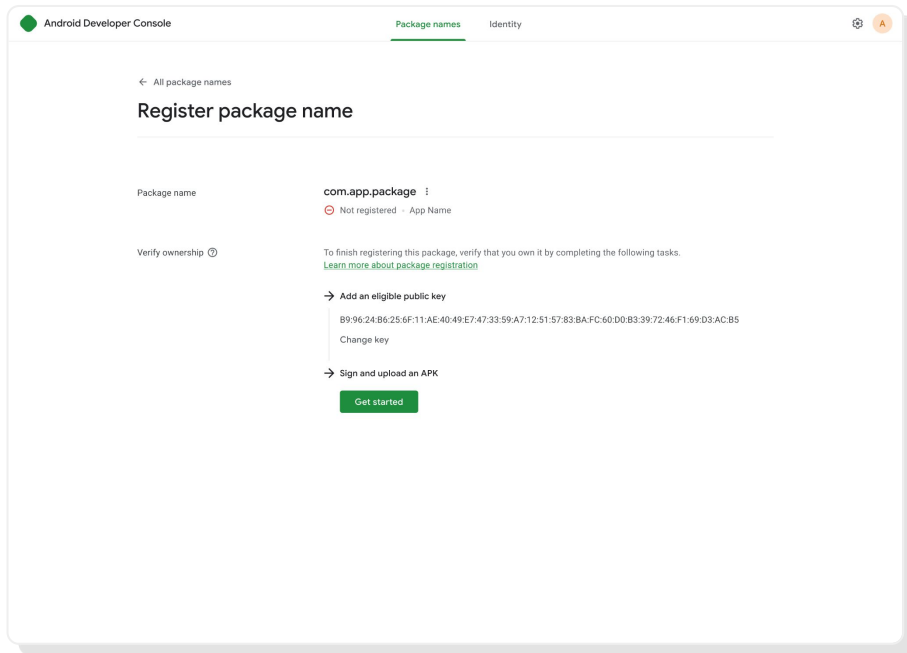 Android Developer Console
Package names
Identity
A
All package names
Register package name
Package name
com.app.package
Not registered · App Name
Verify ownership
To finish registering this package, verify that you own it by completing the following tasks.
Learn more about package registration
Add an eligible public key
B9:96:24:B6:25:6F:11:AE:40:49:E7:47:33:59:A7:12:51:57:83:BA:FC:60:D0:B3:39:72:46:F1:69:D3:AC:B5
Change key
Sign and upload an APK
Get started